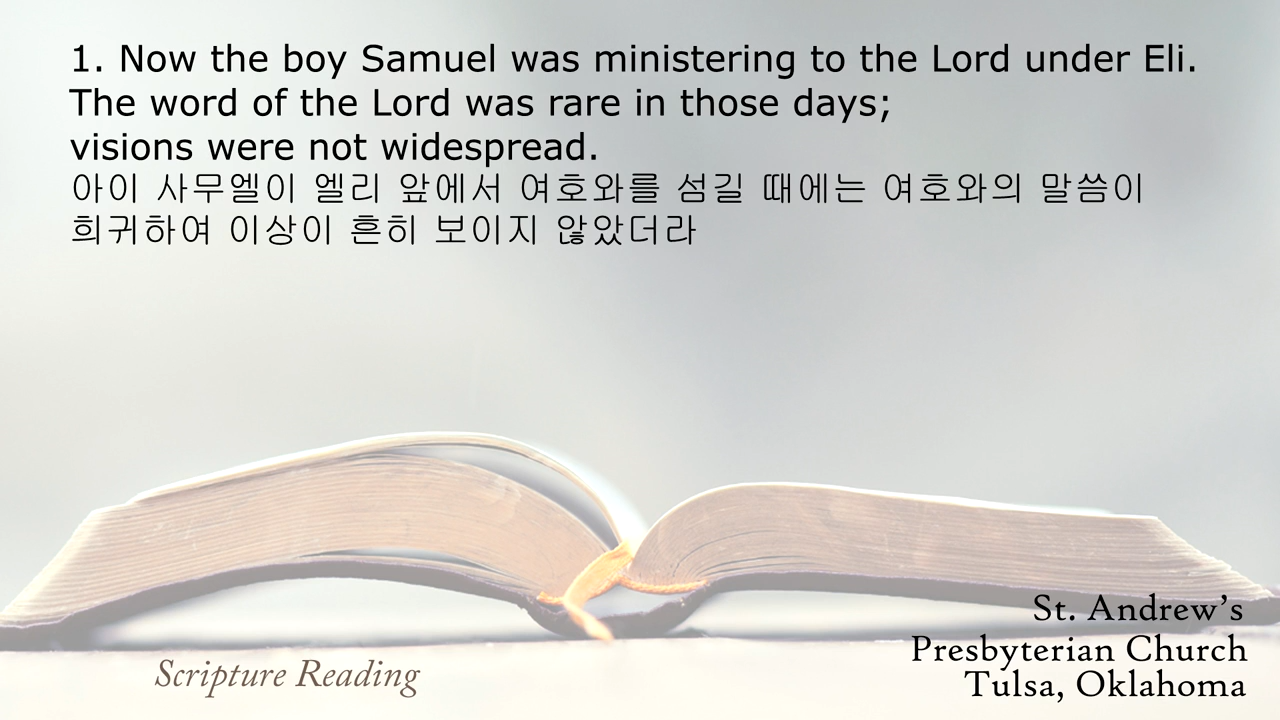 1. Now the boy Samuel was ministering to the Lord under Eli.
The word of the Lord was rare in those days;
visions were not widespread.
아이 사무엘이 엘리 앞에서 여호와를 섬길 때에는 여호와의 말씀이
희귀하여 이상이 흔히 보이지 않았더라
Scripture Reading
St. Andrew’s
Presbyterian Church
Tulsa, Oklahoma